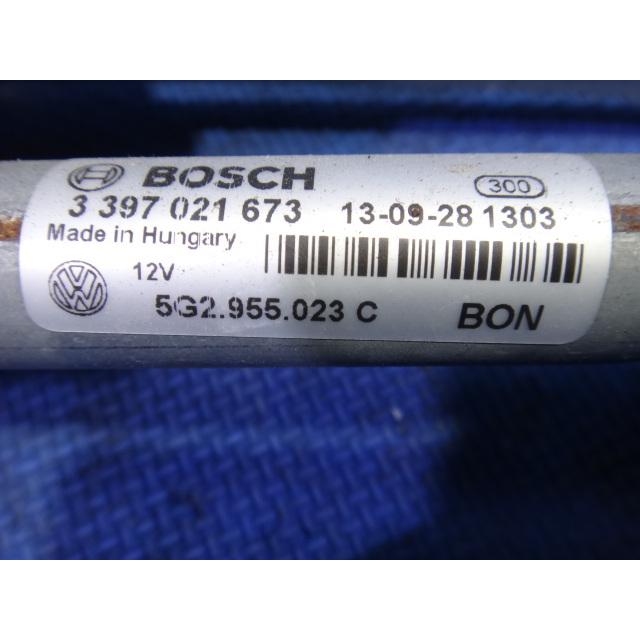 BOSCH
300
3 397 021 673 13-09-28 1303
Made in Hungary
12V
5G2.955.023 C BON